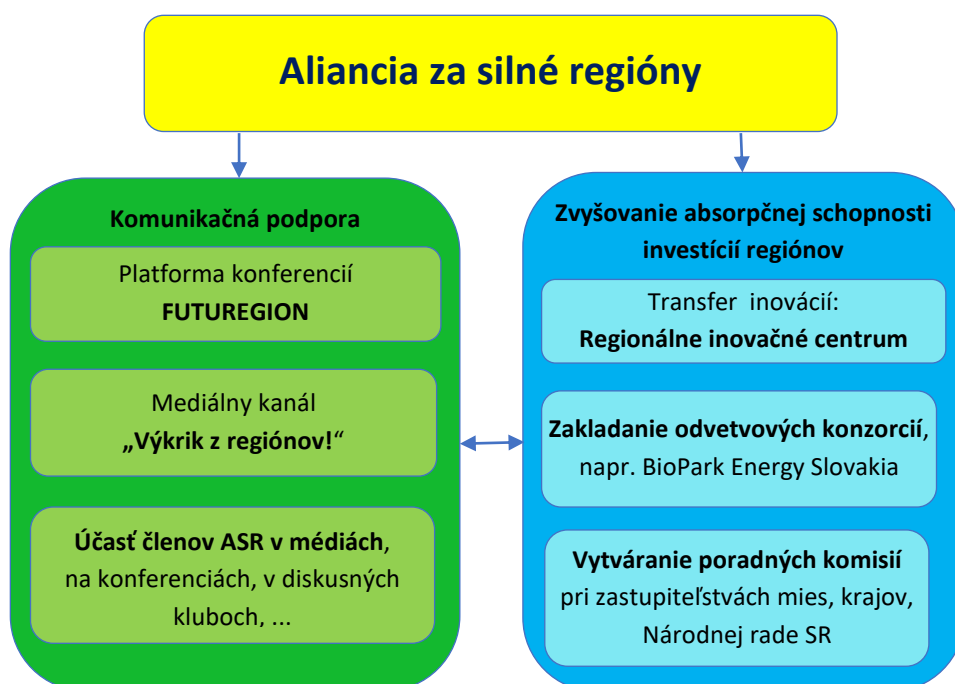 Aliancia za silné regióny
Komunikačná podpora
Platforma konferencií
FUTUREGION
Mediálny kanál
„Výkrik z regiónov!“
Účasť členov ASR v médiách,
na konferenciách, v diskusných
kluboch, ...
Zvyšovanie absorpčnej schopnosti
investícií regiónov
Transfer inovácií:
Regionálne inovačné centrum
Zakladanie odvetvových konzorcií,
napr. BioPark Energy Slovakia
Vytváranie poradných komisií
pri zastupiteľstvách mies, krajov,
Národnej rade SR